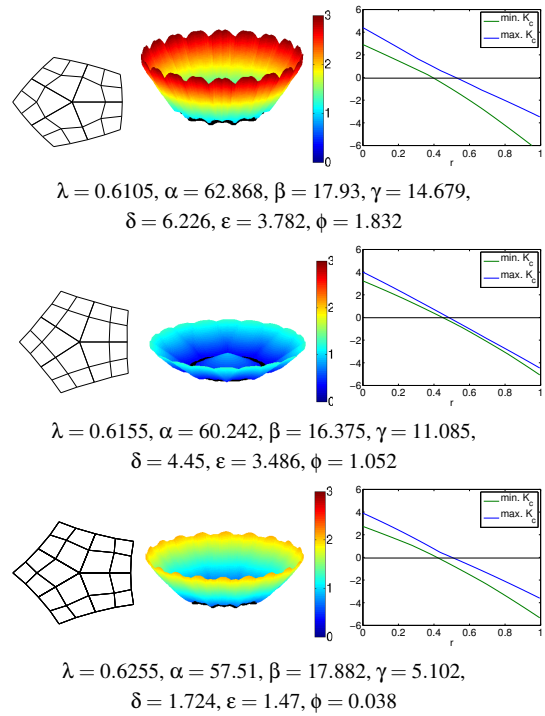 3
2
1
0
6
4
2
0
−2
−4
−6
0 0.2 0.4 0.6 0.8 1
r
min. K_c
max. K_c
λ = 0.6105, α = 62.868, β = 17.93, γ = 14.679,
δ = 6.226, ε = 3.782, ϕ = 1.832
3
2
1
0
6
4
2
0
−2
−4
−6
0 0.2 0.4 0.6 0.8 1
r
min. K_c
max. K_c
λ = 0.6155, α = 60.242, β = 16.375, γ = 11.085,
δ = 4.45, ε = 3.486, ϕ = 1.052
3
2
1
0
6
4
2
0
−2
−4
−6
0 0.2 0.4 0.6 0.8 1
r
min. K_c
max. K_c
λ = 0.6255, α = 57.51, β = 17.882, γ = 5.102,
δ = 1.724, ε = 1.47, ϕ = 0.038